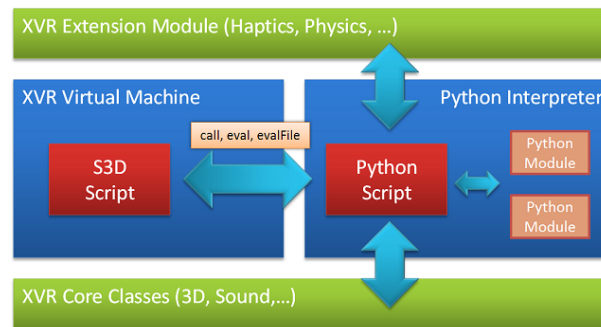 XVR Extension Module (Haptics, Physics, ...)
XVR Virtual Machine
Python Interpreter
call, eval, evalFile
S3D
Script
Python
Script
Python
Module
Python
Module
XVR Core Classes (3D, Sound,...)